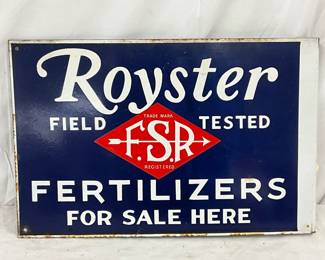 Royster
FIELD TESTED
TRADE MARK
F.S.R
REGISTERED
FERTILIZERS
FOR SALE HERE